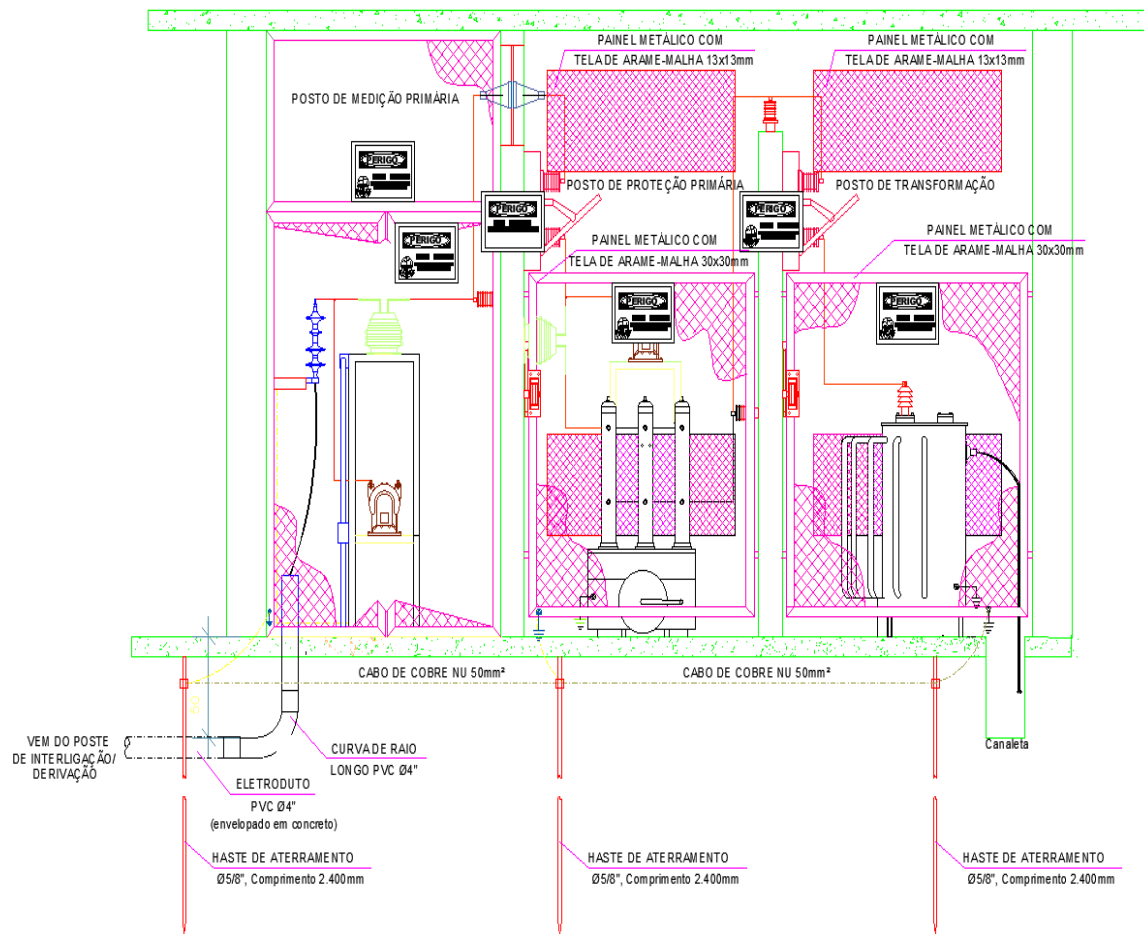 PAINEL METÁLICO COM
TELA DE ARAME-MALHA 13x13mm
PAINEL METÁLICO COM
TELA DE ARAME-MALHA 13x13mm
POSTO DE MEDIÇÃO PRIMÁRIA
PERIGO
POSTO DE PROTEÇÃO PRIMÁRIA
POSTO DE TRANSFORMAÇÃO
PERIGO
PERIGO
PERIGO
PAINEL METÁLICO COM
TELA DE ARAME-MALHA 30x30mm
PAINEL METÁLICO COM
TELA DE ARAME-MALHA 30x30mm
PERIGO
PERIGO
CABO DE COBRE NU 50mm²
CABO DE COBRE NU 50mm²
VEM DO POSTE
DE INTERLIGAÇÃO/
DERIVAÇÃO
CURVA DE RAIO
LONGO PVC Ø4"
Canaleta
ELETRODUTO
PVC Ø4"
(envelopado em concreto)
HASTE DE ATERRAMENTO
Ø5/8", Comprimento 2.400mm
HASTE DE ATERRAMENTO
Ø5/8", Comprimento 2.400mm
HASTE DE ATERRAMENTO
Ø5/8", Comprimento 2.400mm